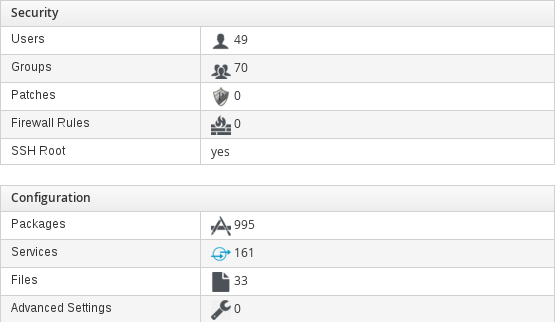 Security
Users 49
Groups 70
Patches 0
Firewall Rules 0
SSH Root yes
Configuration
Packages 995
Services 161
Files 33
Advanced Settings 0